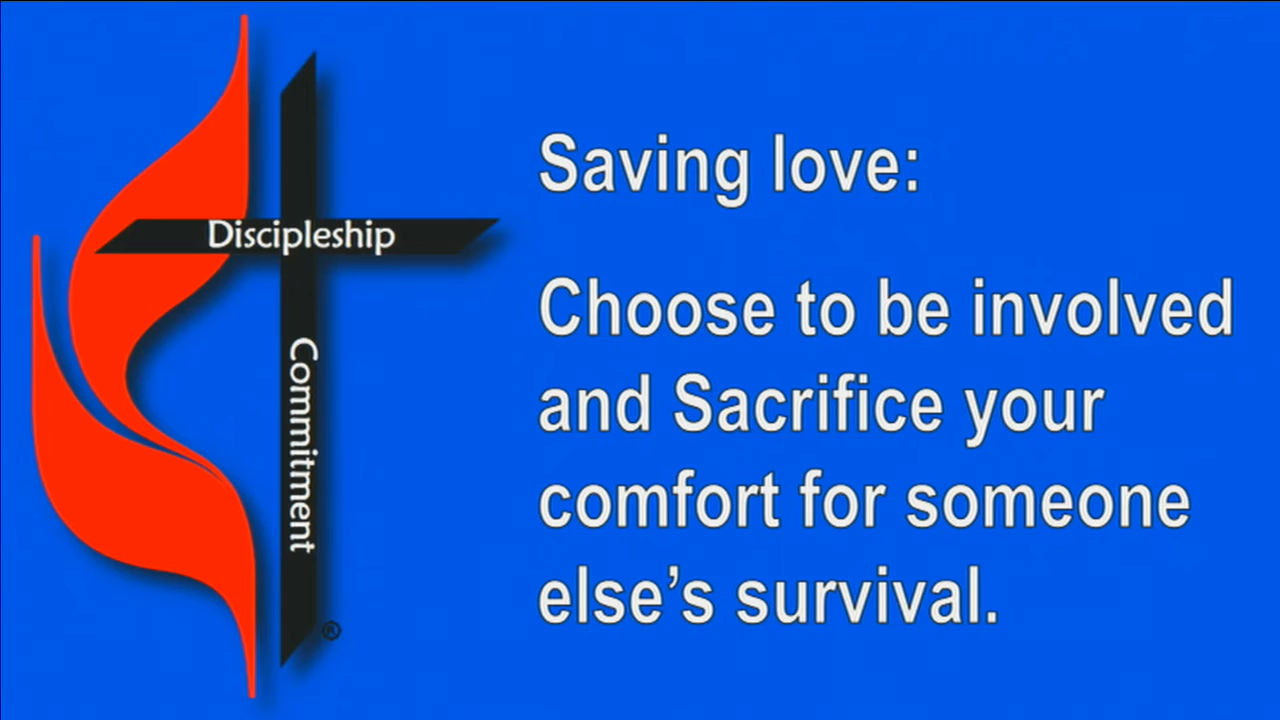 Discipleship
Commitment
®
Saving love:
Choose to be involved
and Sacrifice your
comfort for someone
else’s survival.